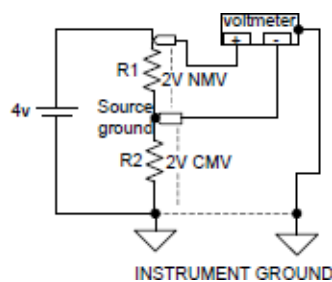 voltmeter
+ -
R1
2V NMV
Source
ground
4v
R2
2V CMV
INSTRUMENT GROUND